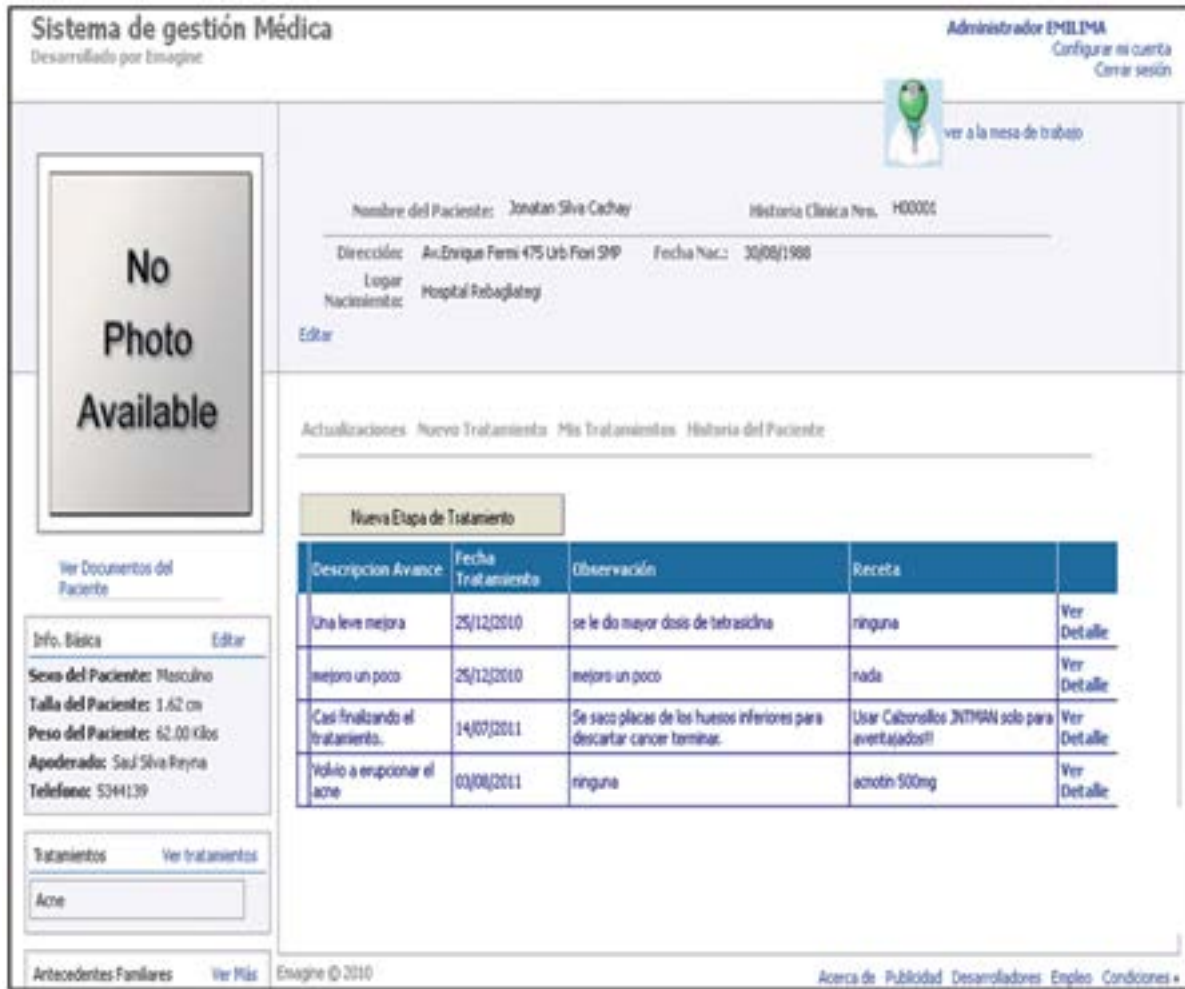 Sistema de gestión Médica
Desarrollado por Emagine
Administrador EMILIMA
Configurar mi cuenta
Cerrar sesión
ver a la mesa de trabajo
No
Photo
Available
Nombre del Paciente: Jonatan Silva Cachay Historia Clinica Nro. H00001
Dirección: Av.Enrique Fermi 475 Urb Fiori SMP Fecha Nac.: 30/08/1988
Lugar
Nacimiento: Hospital Rebagliategi
Editar
Actualizaciones Nuevo Tratamiento Mis Tratamientos Historia del Paciente
Nueva Etapa de Tratamiento
Descripcion Avance Fecha Tratamiento Observación Receta
Una leve mejora 25/12/2010 se le dio mayor dosis de tetrasiclina ninguna Ver Detalle
mejoro un poco 25/12/2010 mejoro un poco nada Ver Detalle
Casi finalizando el tratamiento. 14/07/2011 Se saco placas de los huesos inferiores para descartar cancer terminar. Usar Calzonsillos JNTMAN solo para aventajados!!! Ver Detalle
Volvio a erupcionar el acne 03/08/2011 ninguna acnotin 500mg Ver Detalle
Ver Documentos del
Paciente
Info. Básica Editar
Sexo del Paciente: Masculino
Talla del Paciente: 1.62 cm
Peso del Paciente: 62.00 Kilos
Apoderado: Saul Silva Reyna
Telefono: 5344139
Tratamientos Ver tratamientos
Acne
Antecedentes Familares Ver Más
Emagine © 2010
Acerca de Publicidad Desarrolladores Empleo Condiciones